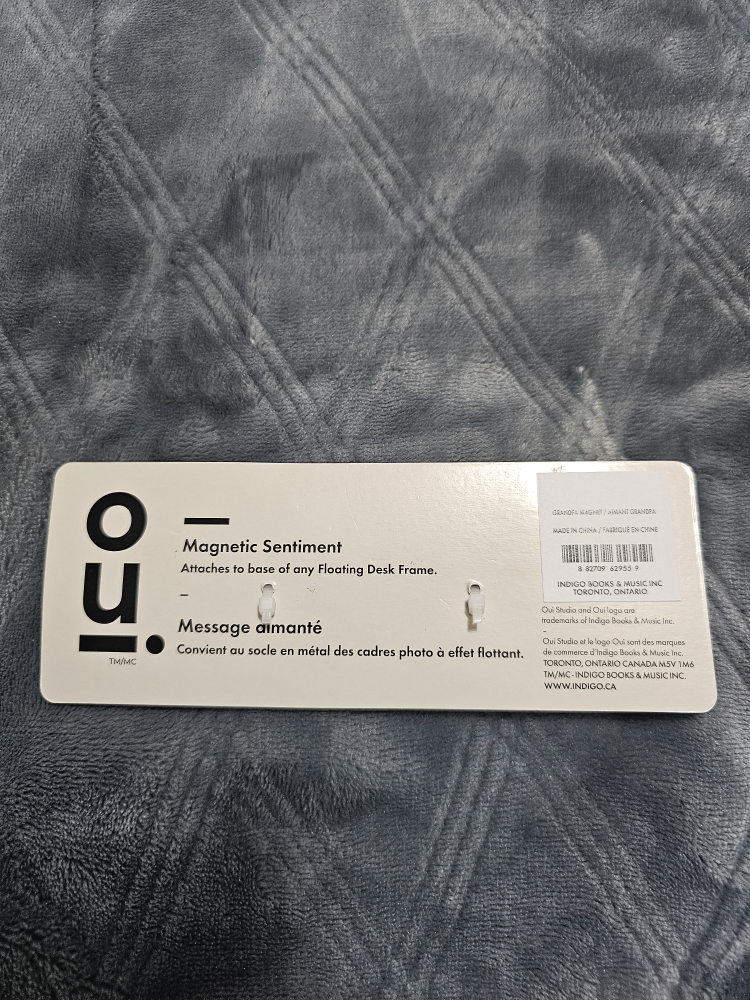 oui.
TM/MC
Magnetic Sentiment
Attaches to base of any Floating Desk Frame.
Message aimanté
Convient au socle en métal des cadres photo à effet flottant.
GRANDPA MAGNET / AIMANT GRANDPA
MADE IN CHINA / FABRIQUÉ EN CHINE
8 82709 62955 9
INDIGO BOOKS & MUSIC INC
TORONTO, ONTARIO
Oui Studio and Oui logo are
trademarks of Indigo Books & Music Inc.
Oui Studio et le logo Oui sont des marques
de commerce d'Indigo Books & Music Inc.
TORONTO, ONTARIO CANADA M5V 1M6
TM/MC - INDIGO BOOKS & MUSIC INC.
WWW.INDIGO.CA